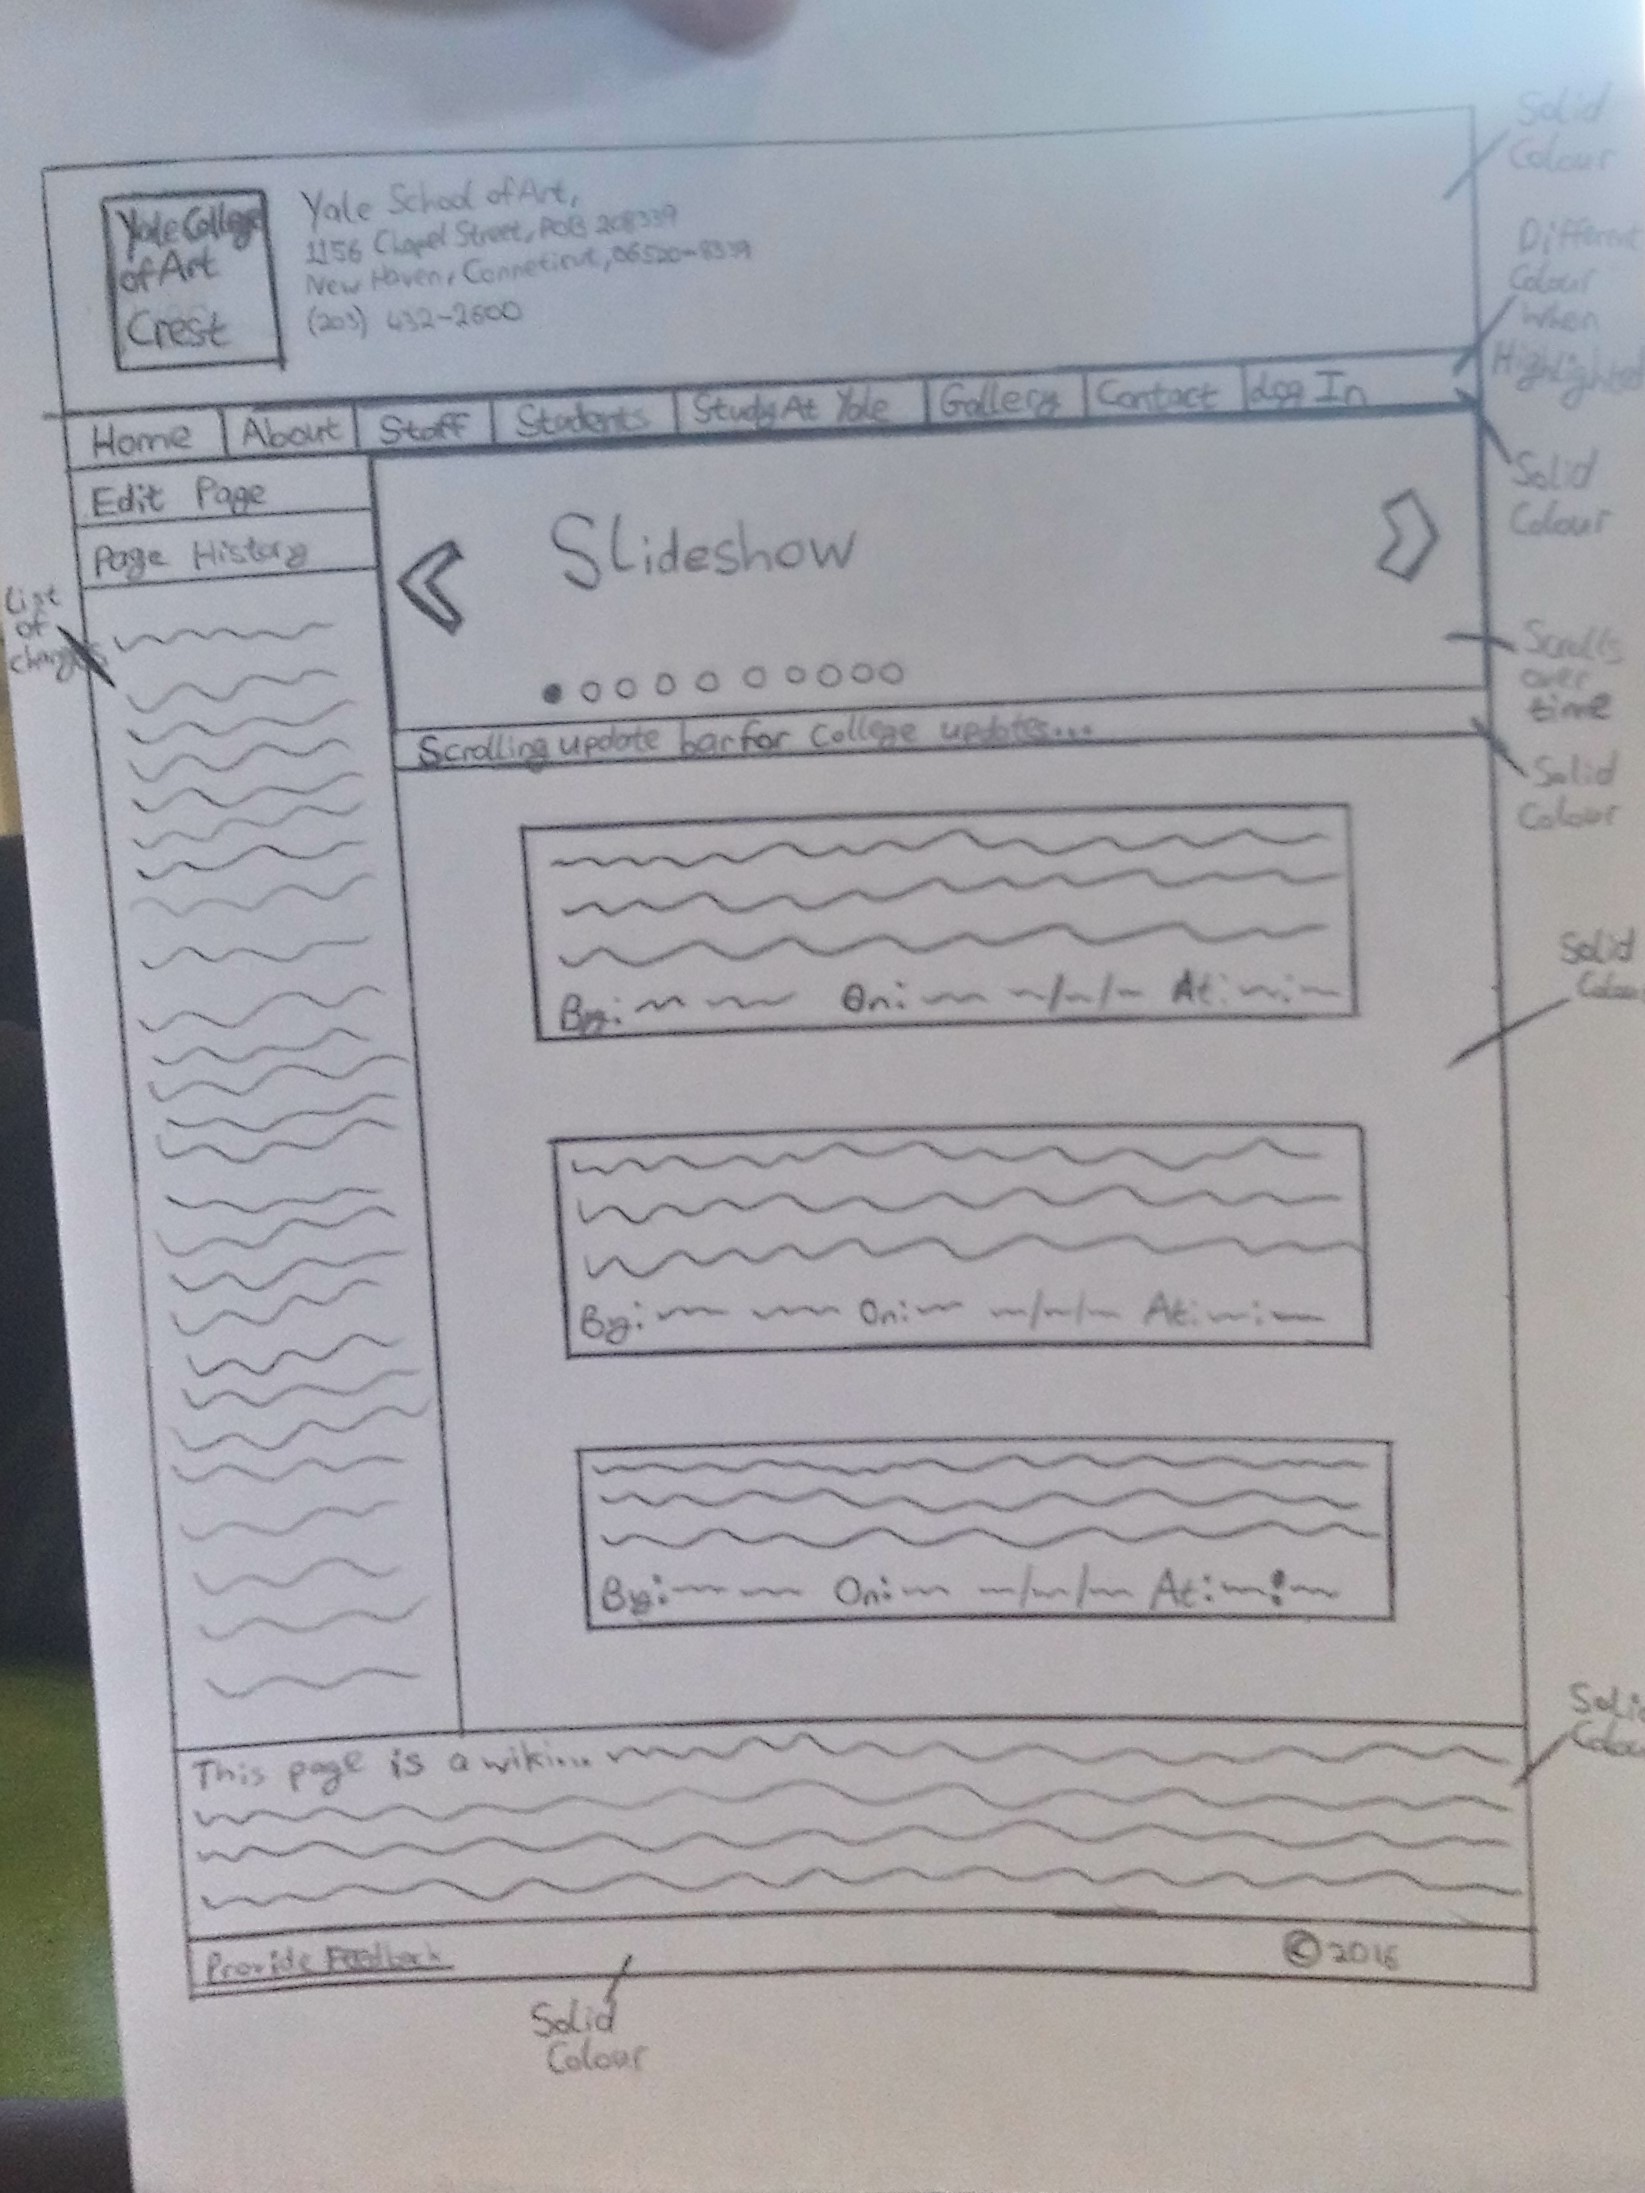 Solid
Colour
Yale College
of Art
Crest
Yale School of Art,
1156 Chapel Street, POB 208339
New Haven, Conneticut, 06520-8339
(203) 432-2600
Different
Colour
When
Highlighted
Home About Staff Students Study At Yale Gallery Contact Log In
Solid
Colour
Edit Page
Page History
List
of
changes
Slideshow
Scrolls
over
time
Scrolling update bar for College updates...
Solid
Colour
By: On: / / At: :
Solid
Colour
By: On: / / At: :
By: On: / / At: :
Solid
Colour
This page is a wiki...
Provide Feedback
© 2016
Solid
Colour